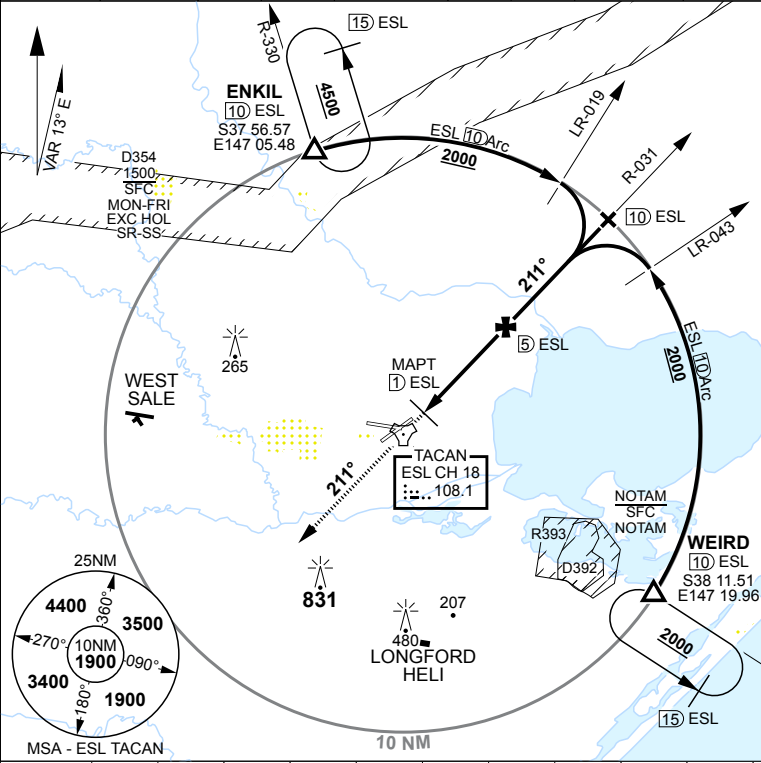 R-330
15 ESL
4500
ENKIL
10 ESL
S37 56.57
E147 05.48
VAR 13° E
D354
1500
SFC
MON-FRI
EXC HOL
SR-SS
ESL 10 Arc
2000
LR-019
R-031
10 ESL
LR-043
211°
5 ESL
ESL 10 Arc
2000
265
WEST
SALE
MAPT
1 ESL
TACAN
ESL CH 18
108.1
211°
NOTAM
SFC
NOTAM
R393
D392
WEIRD
10 ESL
S38 11.51
E147 19.96
2000
15 ESL
831
207
480
LONGFORD
HELI
25NM
4400
360°
3500
270°
10NM
1900
090°
3400
180°
1900
MSA - ESL TACAN
10 NM